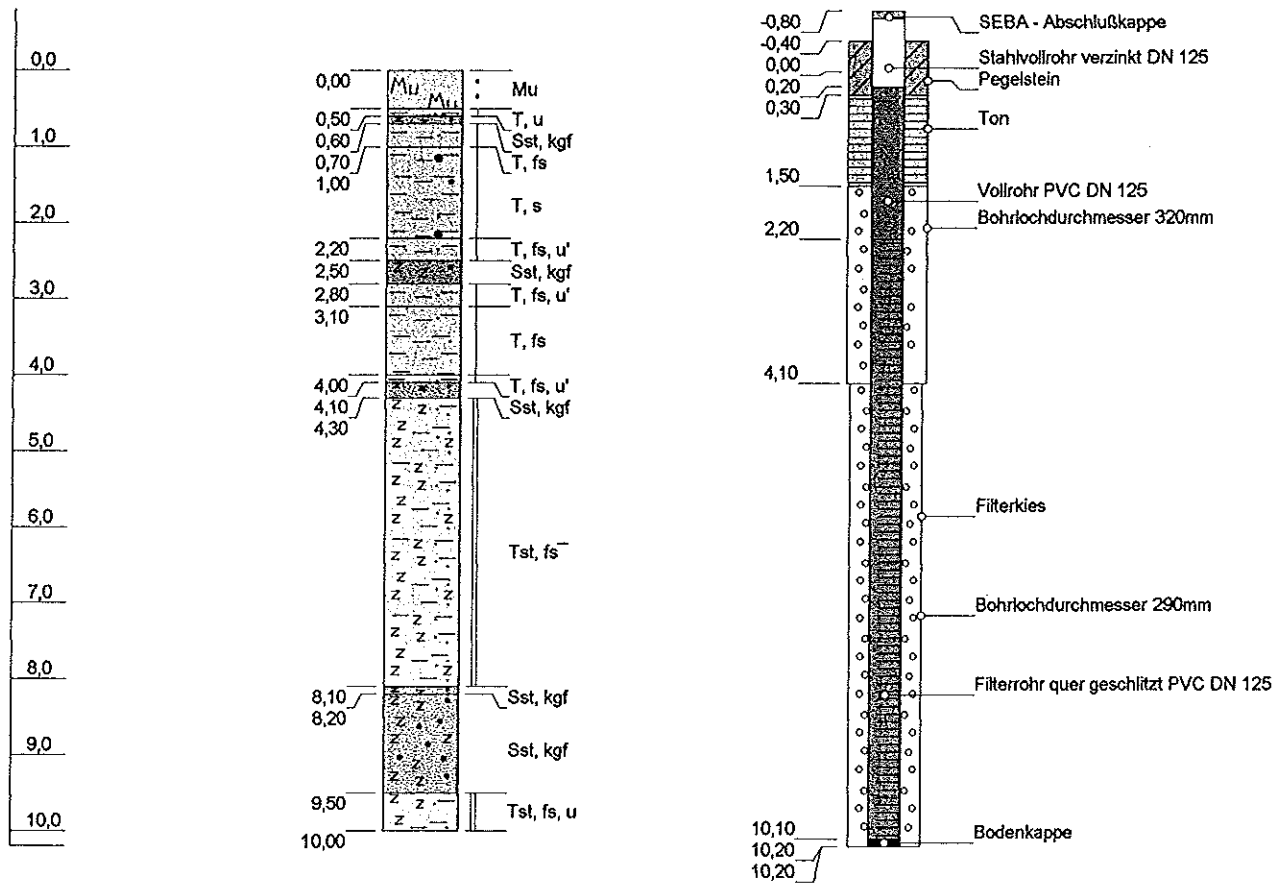 0,0
1,0
2,0
3,0
4,0
5,0
6,0
7,0
8,0
9,0
10,0
0,00
0,50
0,60
0,70
1,00
2,20
2,50
2,80
3,10
4,00
4,10
4,30
8,10
8,20
9,50
10,00
Mu
Mu
Mu
T, u
Sst, kgf
T, fs
T, s
T, fs, u'
Sst, kgf
T, fs, u'
T, fs
T, fs, u'
Sst, kgf
Tst, fs¯
Sst, kgf
Sst, kgf
Tst, fs, u
-0,80
-0,40
0,00
0,20
0,30
1,50
2,20
4,10
10,10
10,20
10,20
SEBA - Abschlußkappe
Stahlvollrohr verzinkt DN 125
Pegelstein
Ton
Vollrohr PVC DN 125
Bohrlochdurchmesser 320mm
Filterkies
Bohrlochdurchmesser 290mm
Filterrohr quer geschlitzt PVC DN 125
Bodenkappe